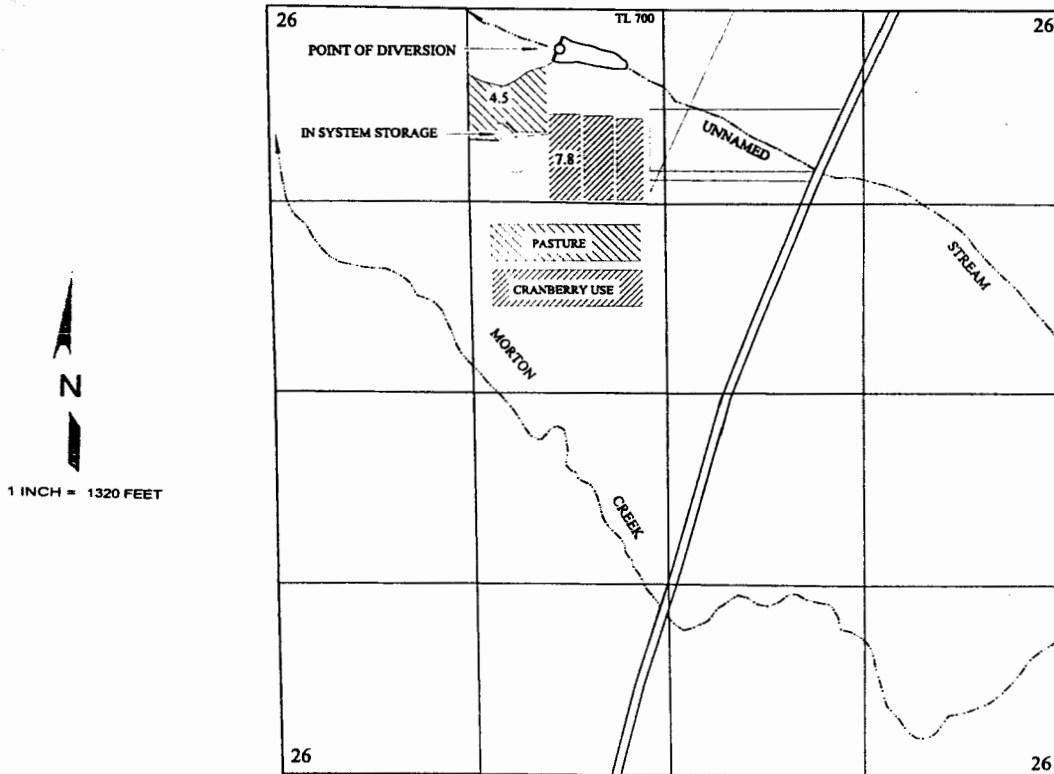 26
TL 700
26
POINT OF DIVERSION
4.5
IN SYSTEM STORAGE
7.8
UNNAMED
STREAM
PASTURE
CRANBERRY USE
MORTON
CREEK
N
1 INCH = 1320 FEET
26
26